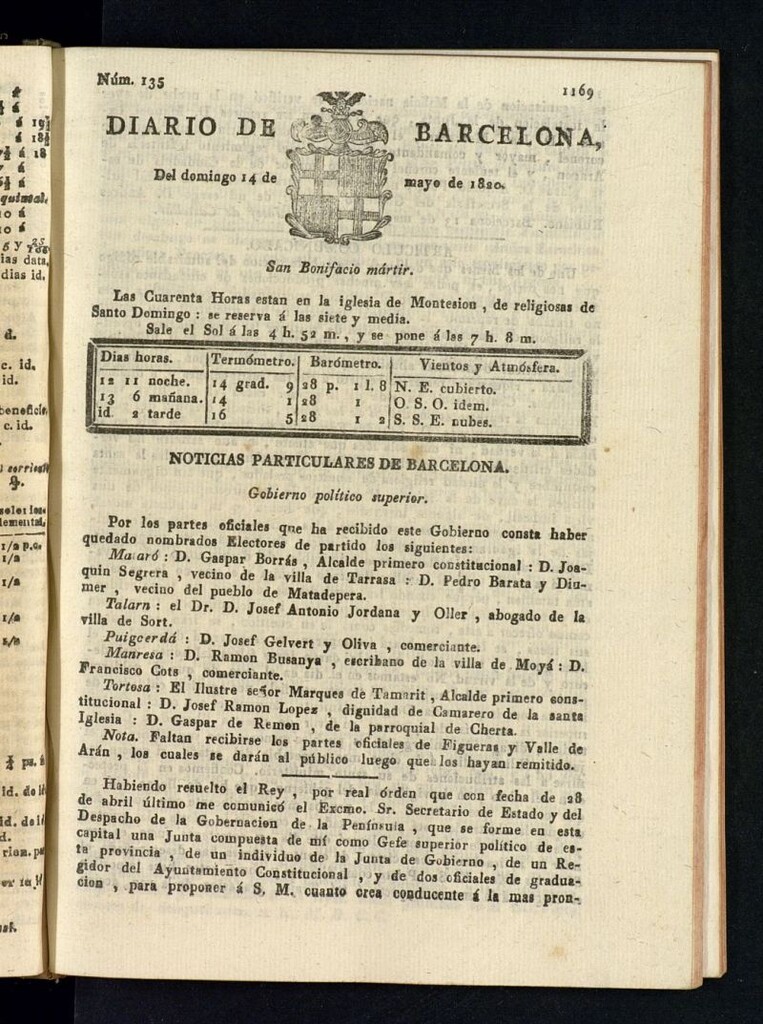 Núm. 135
1169
DIARIO DE BARCELONA,
Del domingo 14 de mayo de 1820.
San Bonifacio mártir.
Las Cuarenta Horas estan en la iglesia de Montesion, de religiosas de
Santo Domingo: se reserva á las siete y media.
Sale el Sol á las 4 h. 52 m., y se pone á las 7 h. 8 m.
Dias horas. Termómetro. Barómetro. Vientos y Atmósfera.
12 11 noche. 14 grad. 9 28 p. 1 l. 8 N. E. cubierto.
13 6 mañana. 14 1 28 1 O. S. O. idem.
id. 2 tarde 16 5 28 1 2 S. S. E. nubes.
NOTICIAS PARTICULARES DE BARCELONA.
Gobierno político superior.
Por los partes oficiales que ha recibido este Gobierno consta haber
quedado nombrados Electores de partido los siguientes:
Mataró: D. Gaspar Borrás, Alcalde primero constitucional: D. Joa-
quin Segrera, vecino de la villa de Tarrasa: D. Pedro Barata y Diu-
mer, vecino del pueblo de Matadepera.
Talarn: el Dr. D. Josef Antonio Jordana y Oller, abogado de la
villa de Sort.
Puigcerdá: D. Josef Gelvert y Oliva, comerciante.
Manresa: D. Ramon Busanya, escribano de la villa de Moyá: D.
Francisco Cots, comerciante.
Tortosa: El Ilustre señor Marques de Tamarit, Alcalde primero cons-
titucional: D. Josef Ramon Lopez, dignidad de Camarero de la santa
Iglesia: D. Gaspar de Remon, de la parroquial de Cherta.
Nota. Faltan recibirse los partes oficiales de Figueras y Valle de
Arán, los cuales se darán al público luego que los hayan remitido.
Habiendo resuelto el Rey, por real órden que con fecha de 28
de abril último me comunicó el Excmo. Sr. Secretario de Estado y del
Despacho de la Gobernacion de la Península, que se forme en esta
capital una Junta compuesta de mí como Gefe superior político de es-
ta provincia, de un individuo de la Junta de Gobierno, de un Re-
gidor del Ayuntamiento Constitucional, y de dos oficiales de gradua-
cion, para proponer á S. M. cuanto crea conducente á la mas pron-